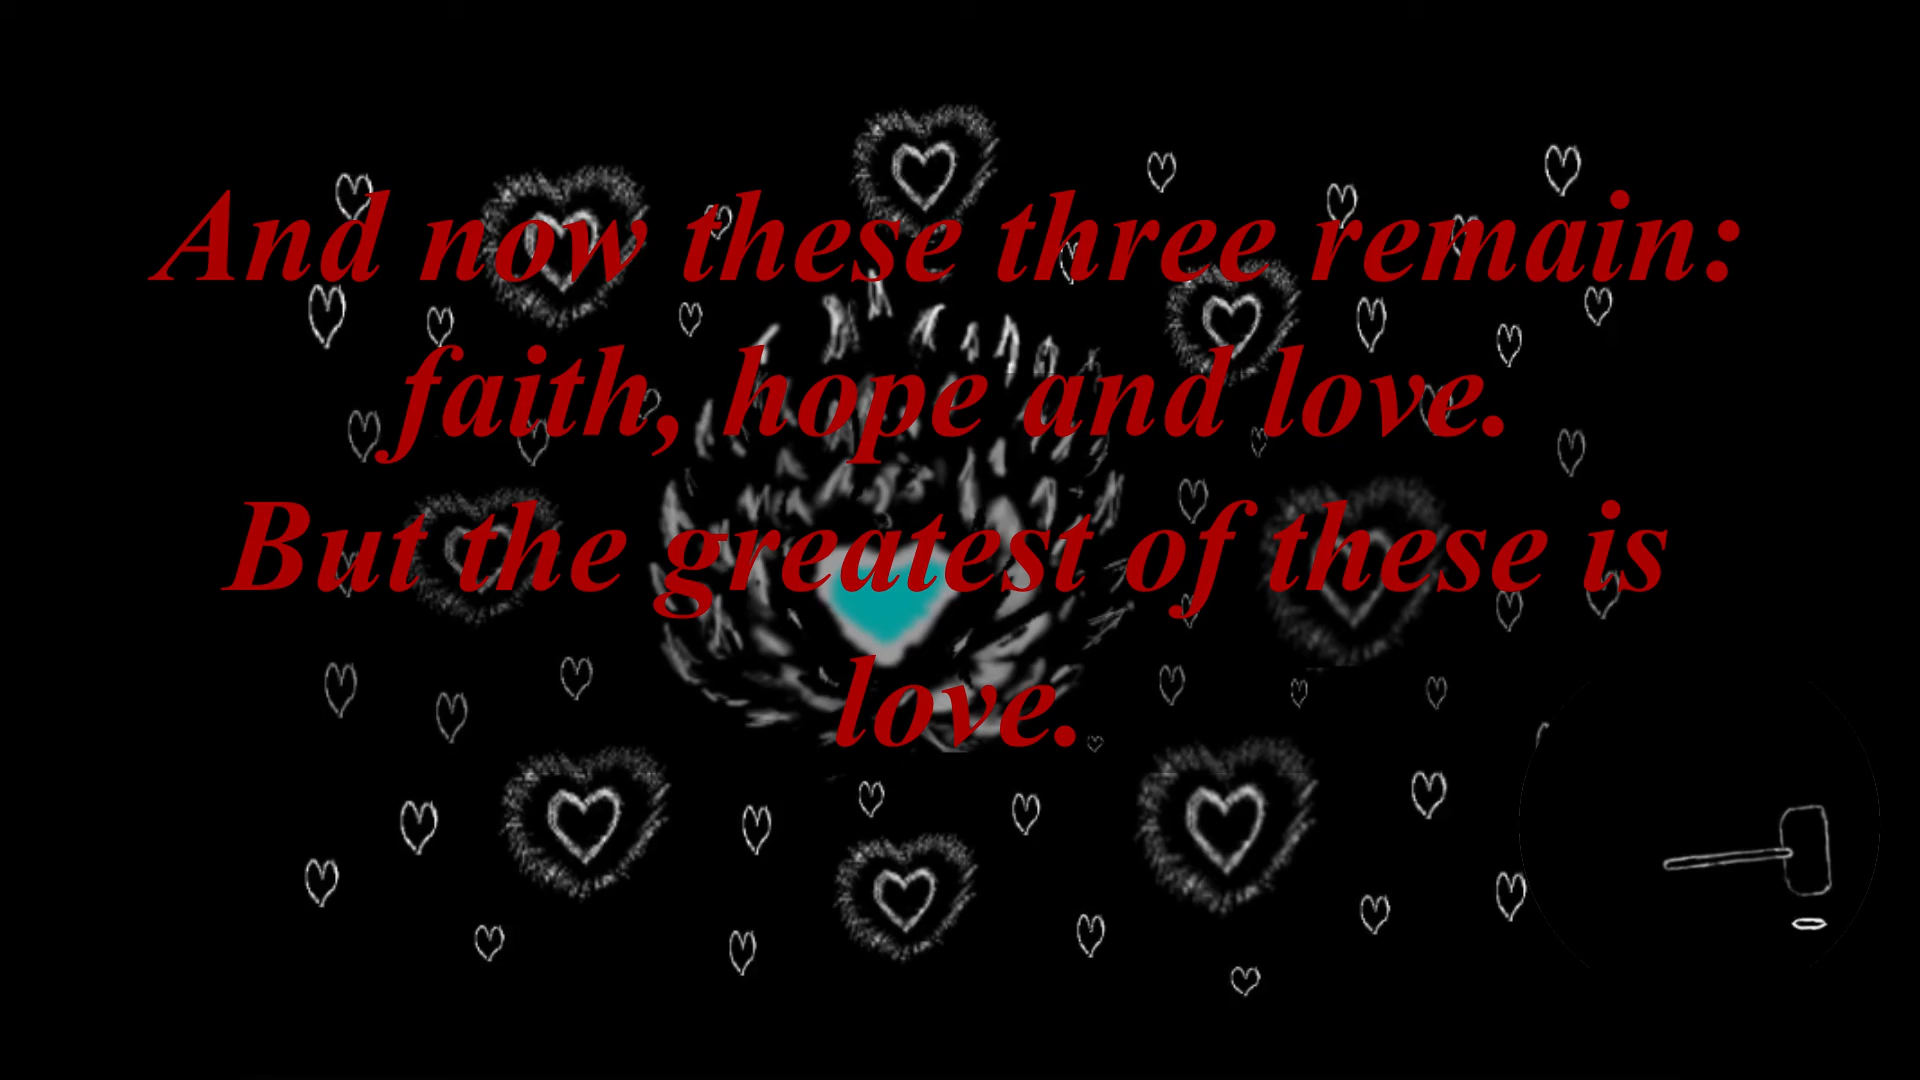 And now these three remain:
faith, hope and love.
But the greatest of these is
love.